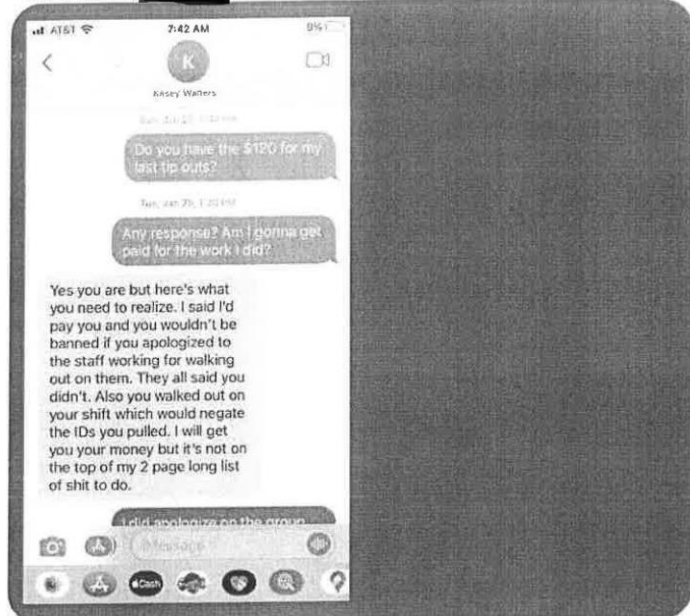 AT&T
7:42 AM
9%
K
Kelsey Walters
Do you have the $120 for my
last tip outs?
Any response? Am I gonna get
paid for the work I did?
Yes you are but here's what
you need to realize. I said I'd
pay you and you wouldn't be
banned if you apologized to
the staff working for walking
out on them. They all said you
didn't. Also you walked out on
your shift which would negate
the IDs you pulled. I will get
you your money but it's not on
the top of my 2 page long list
of shit to do.
I did apologize on the group
iMessage
Cash